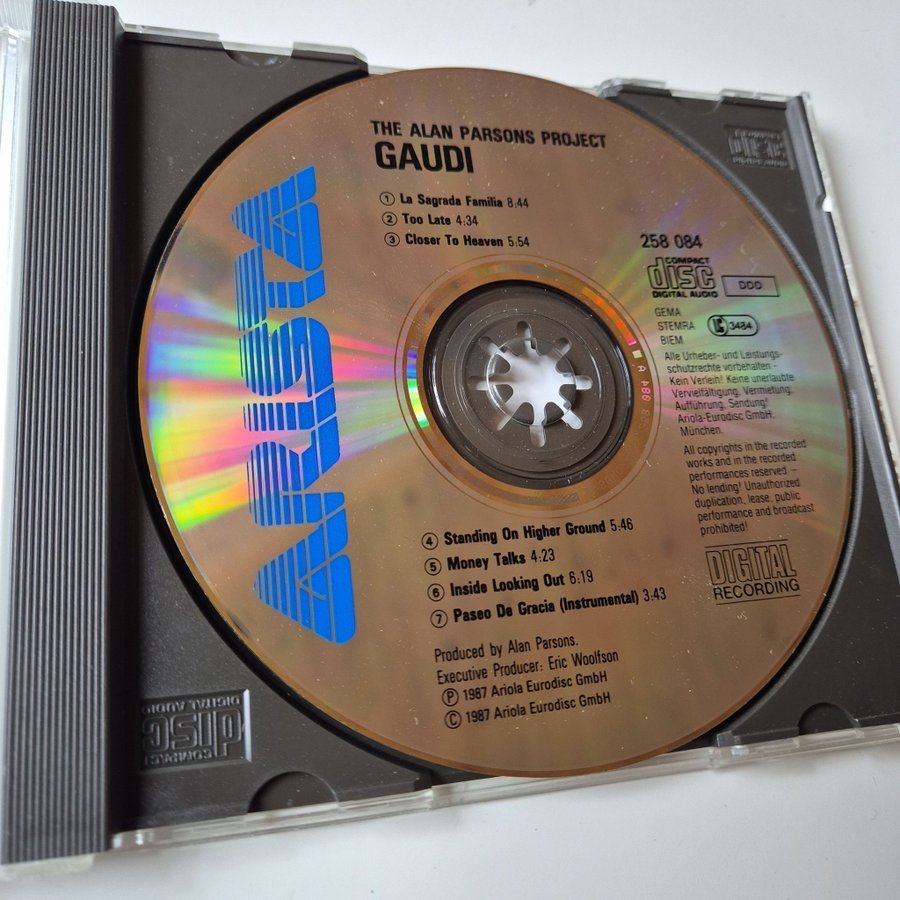 THE ALAN PARSONS PROJECT
GAUDI
1 La Sagrada Familia 8:44
2 Too Late 4:34
3 Closer To Heaven 5:54
ARISTA
258 084
COMPACT
disc
DIGITAL AUDIO
DDD
GEMA
STEMRA
BIEM
LC 3484
Alle Urheber- und Leistungs-
schutzrechte vorbehalten -
Kein Verleih! Keine unerlaubte
Vervielfältigung, Vermietung,
Aufführung, Sendung!
Ariola-Eurodisc GmbH,
München.
All copyrights in the recorded
works and in the recorded
performances reserved –
No lending! Unauthorized
duplication, lease, public
performance and broadcast
prohibited!
DIGITAL
RECORDING
4 Standing On Higher Ground 5:46
5 Money Talks 4:23
6 Inside Looking Out 6:19
7 Paseo De Gracia (Instrumental) 3:43
Produced by Alan Parsons.
Executive Producer: Eric Woolfson
Ⓟ 1987 Ariola Eurodisc GmbH
© 1987 Ariola Eurodisc GmbH
COMPACT
disc
DIGITAL AUDIO
COMPACT
disc
DIGITAL AUDIO